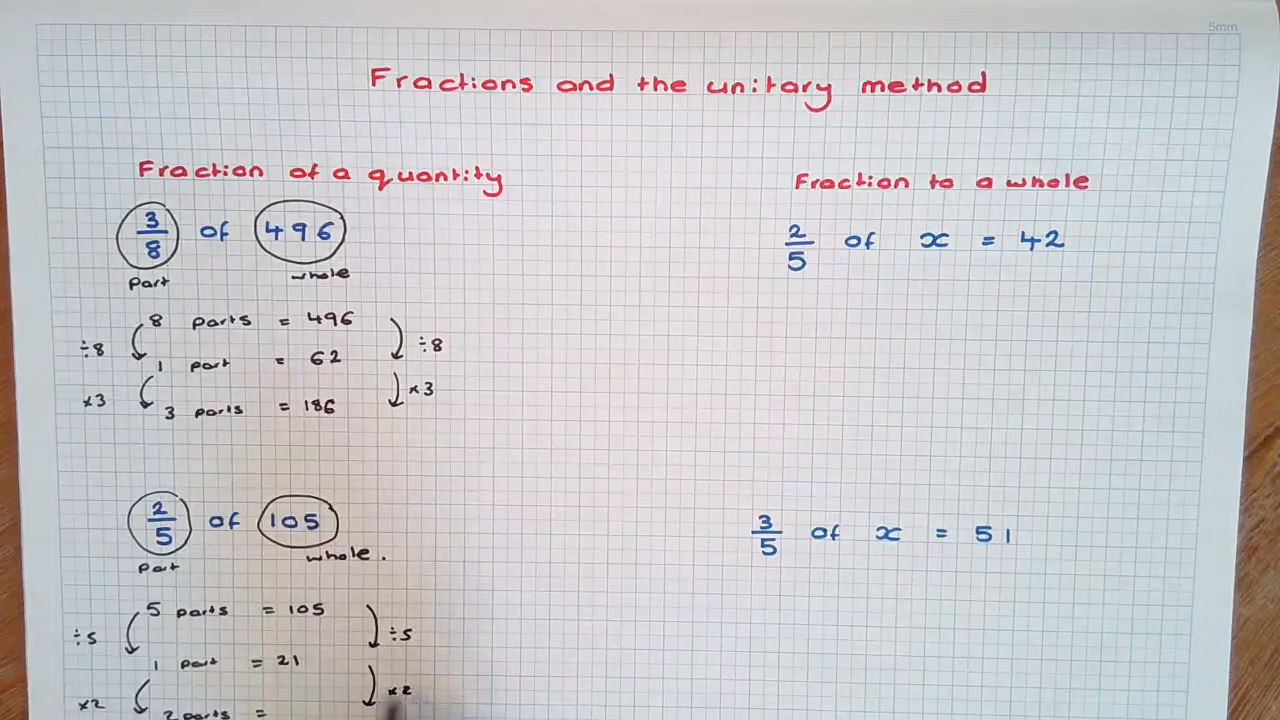 5mm
Fractions and the unitary method
Fraction of a quantity
3/8 of 496
Part whole
8 parts = 496
÷8 ÷8
1 part = 62
×3 ×3
3 parts = 186
2/5 of 105
Part whole.
5 parts = 105
÷5 ÷5
1 part = 21
×2 ×2
2 parts =
Fraction to a whole
2/5 of x = 42
3/5 of x = 51